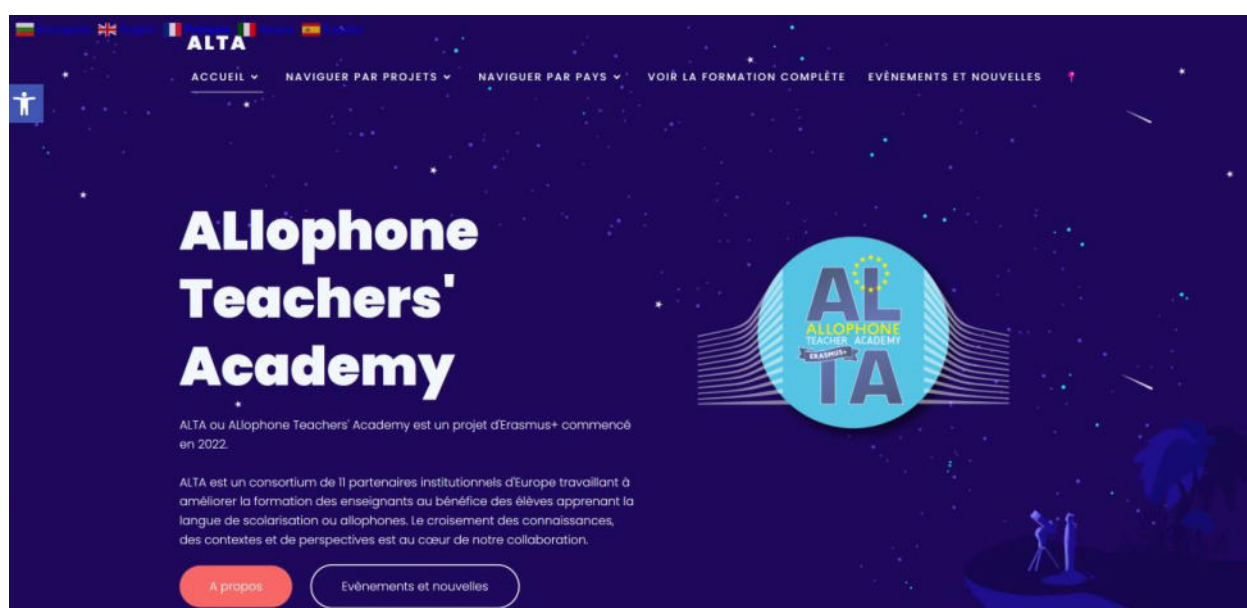 ALTA
ACCUEIL
NAVIGUER PAR PROJETS
NAVIGUER PAR PAYS
VOIR LA FORMATION COMPLÈTE
EVÈNEMENTS ET NOUVELLES
ALlophone
Teachers'
Academy
AL
ALLOPHONE
TEACHER ACADEMY
ERASMUS+
TA
ALTA ou ALlophone Teachers' Academy est un projet d'Erasmus+ commencé
en 2022.
ALTA est un consortium de 11 partenaires institutionnels d'Europe travaillant à
améliorer la formation des enseignants au bénéfice des élèves apprenant la
langue de scolarisation ou allophones. Le croisement des connaissances,
des contextes et de perspectives est au cœur de notre collaboration.
A propos
Evènements et nouvelles